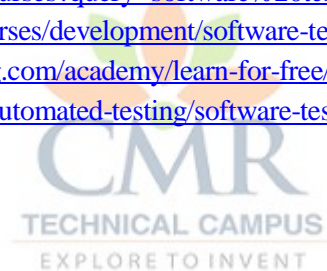 rses/development/software-te
g.com/academy/learn-for-free/
utomated-testing/software-tes
CMR
TECHNICAL CAMPUS
EXPLORE TO INVENT